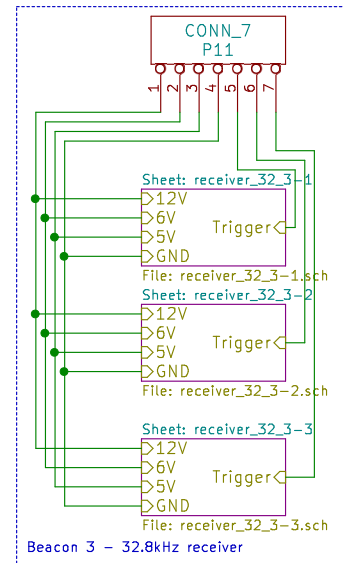 CONN_7
P11
1 2 3 4 5 6 7
Sheet: receiver_32_3-1
12V
6V
Trigger
5V
GND
File: receiver_32_3-1.sch
Sheet: receiver_32_3-2
12V
6V
Trigger
5V
GND
File: receiver_32_3-2.sch
Sheet: receiver_32_3-3
12V
6V
Trigger
5V
GND
File: receiver_32_3-3.sch
Beacon 3 - 32.8kHz receiver